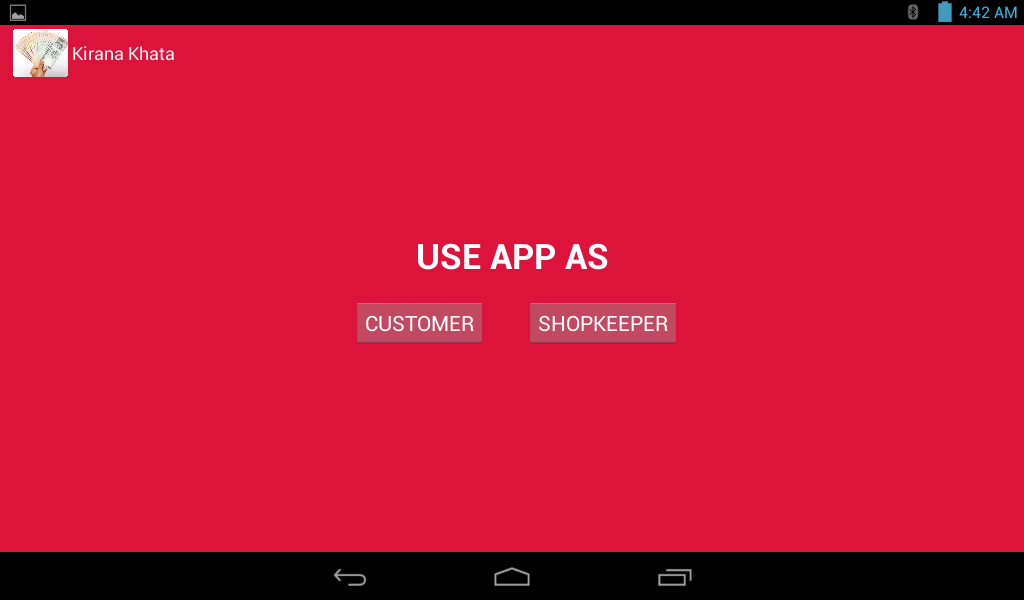 4:42 AM
Kirana Khata
USE APP AS
CUSTOMER
SHOPKEEPER